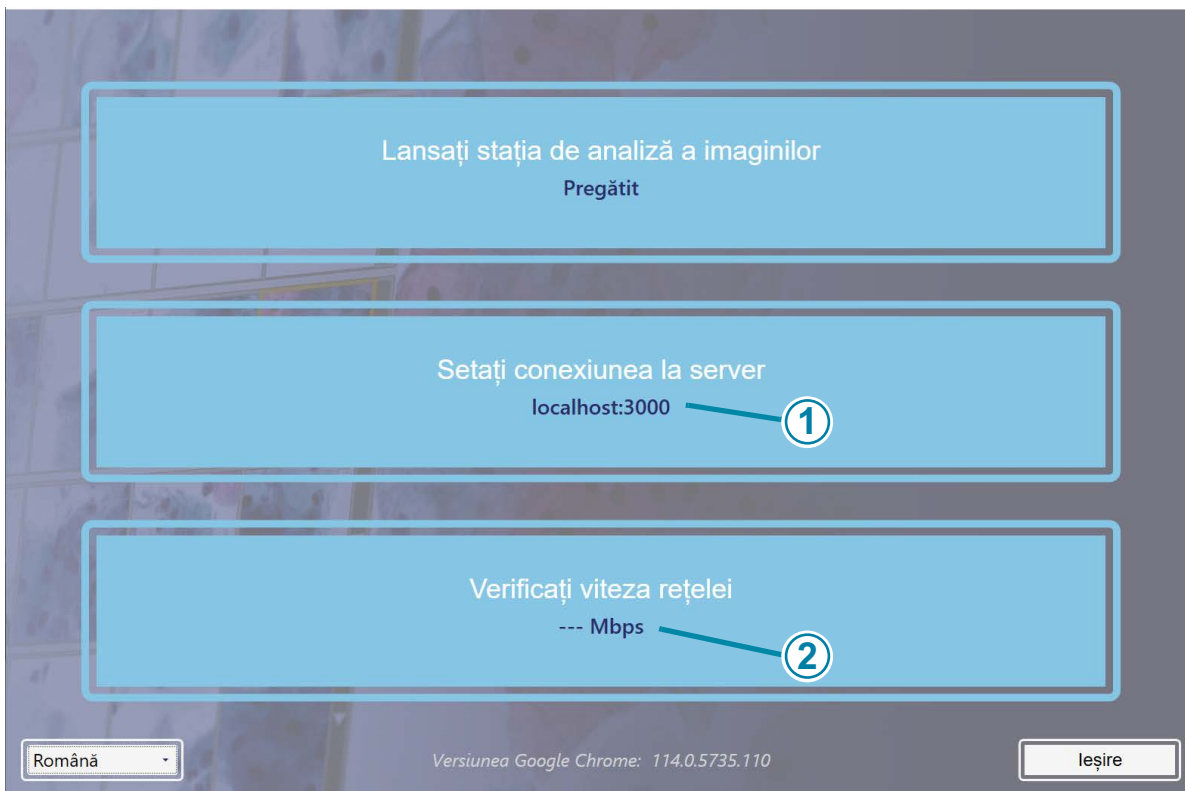 Lansați stația de analiză a imaginilor
Pregătit
Setați conexiunea la server
localhost:3000
1
Verificați viteza rețelei
--- Mbps
2
Română
Versiunea Google Chrome: 114.0.5735.110
Ieșire